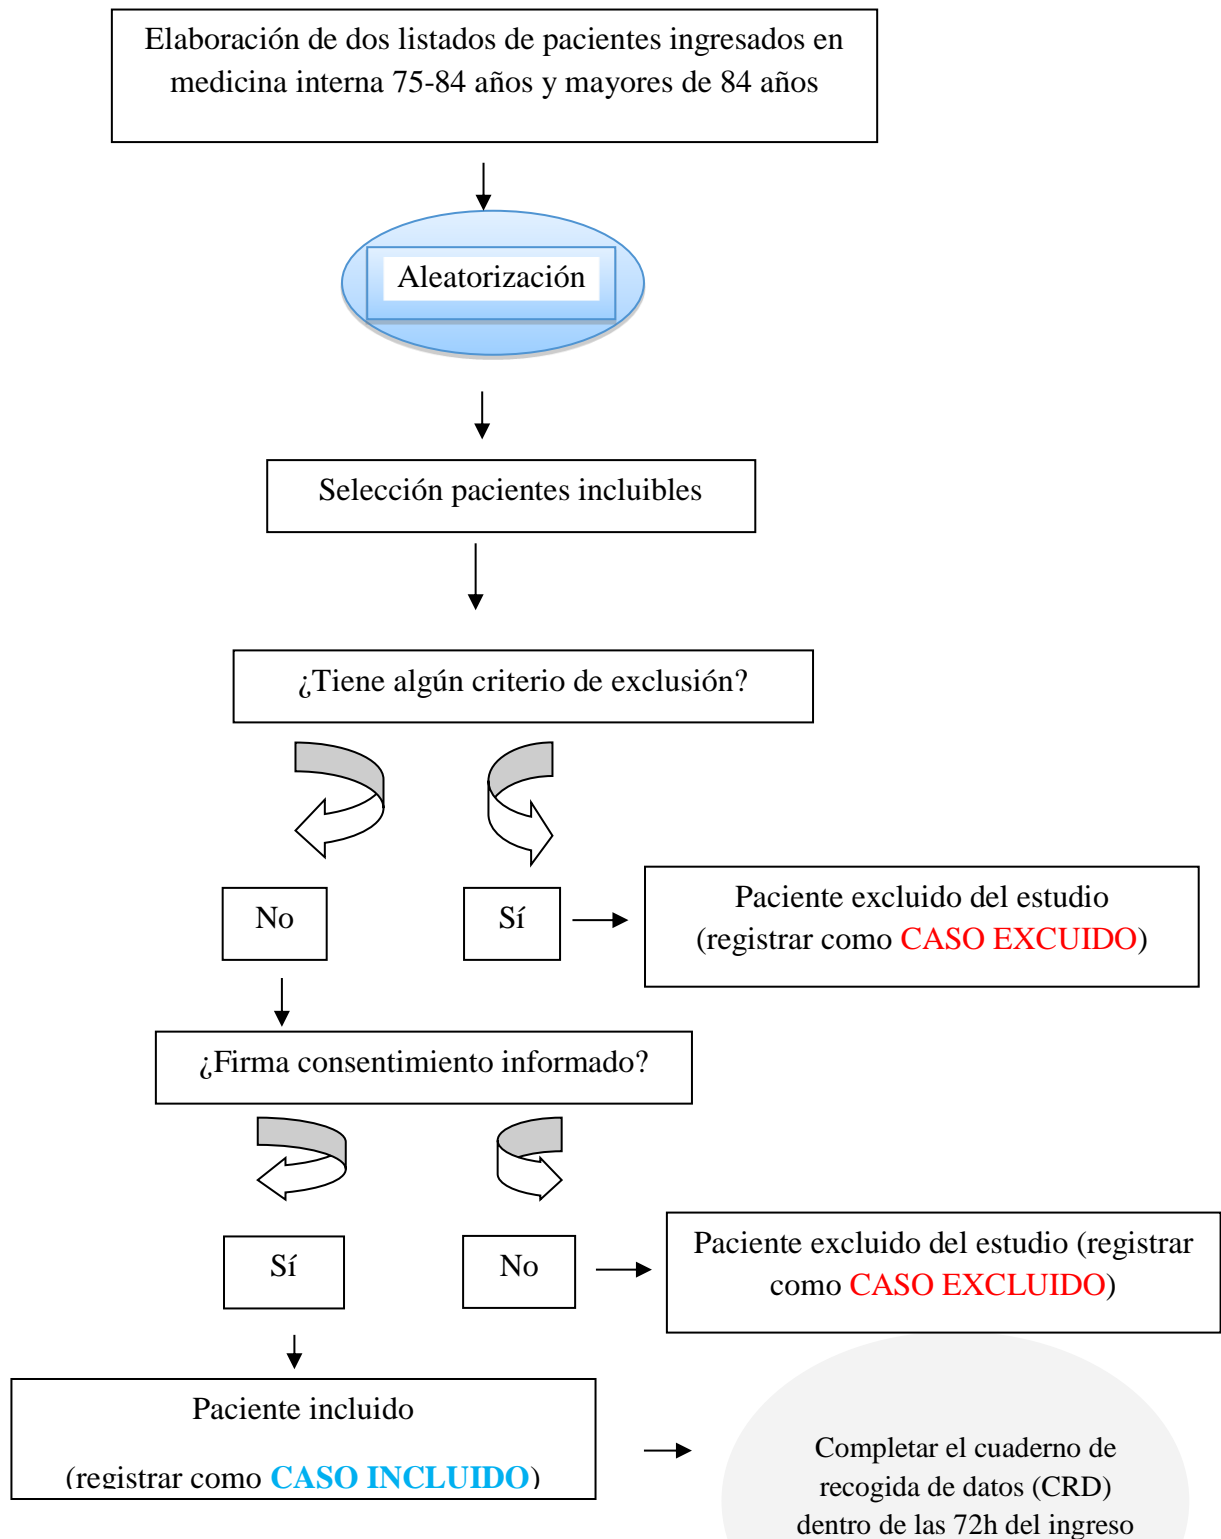 Elaboración de dos listados de pacientes ingresados en
medicina interna 75-84 años y mayores de 84 años
Aleatorización
Selección pacientes incluibles
¿Tiene algún criterio de exclusión?
No
Sí
Paciente excluido del estudio
(registrar como CASO EXCUIDO)
¿Firma consentimiento informado?
Sí
No
Paciente excluido del estudio (registrar
como CASO EXCLUIDO)
Paciente incluido
(registrar como CASO INCLUIDO)
Completar el cuaderno de
recogida de datos (CRD)
dentro de las 72h del ingreso